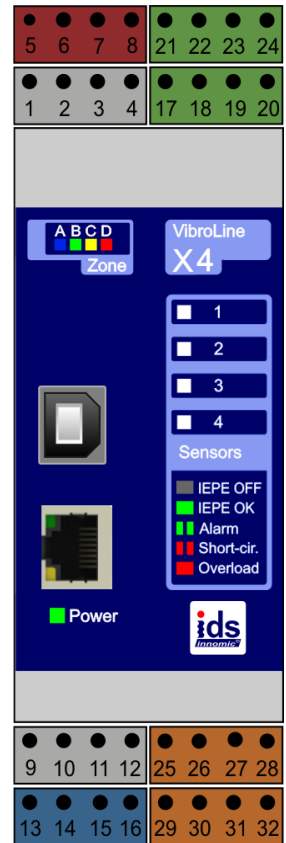 5 6 7 8 21 22 23 24
1 2 3 4 17 18 19 20
A B C D
Zone
VibroLine
X4
1
2
3
4
Sensors
IEPE OFF
IEPE OK
Alarm
Short-cir.
Overload
Power
ids
innomic
9 10 11 12 25 26 27 28
13 14 15 16 29 30 31 32